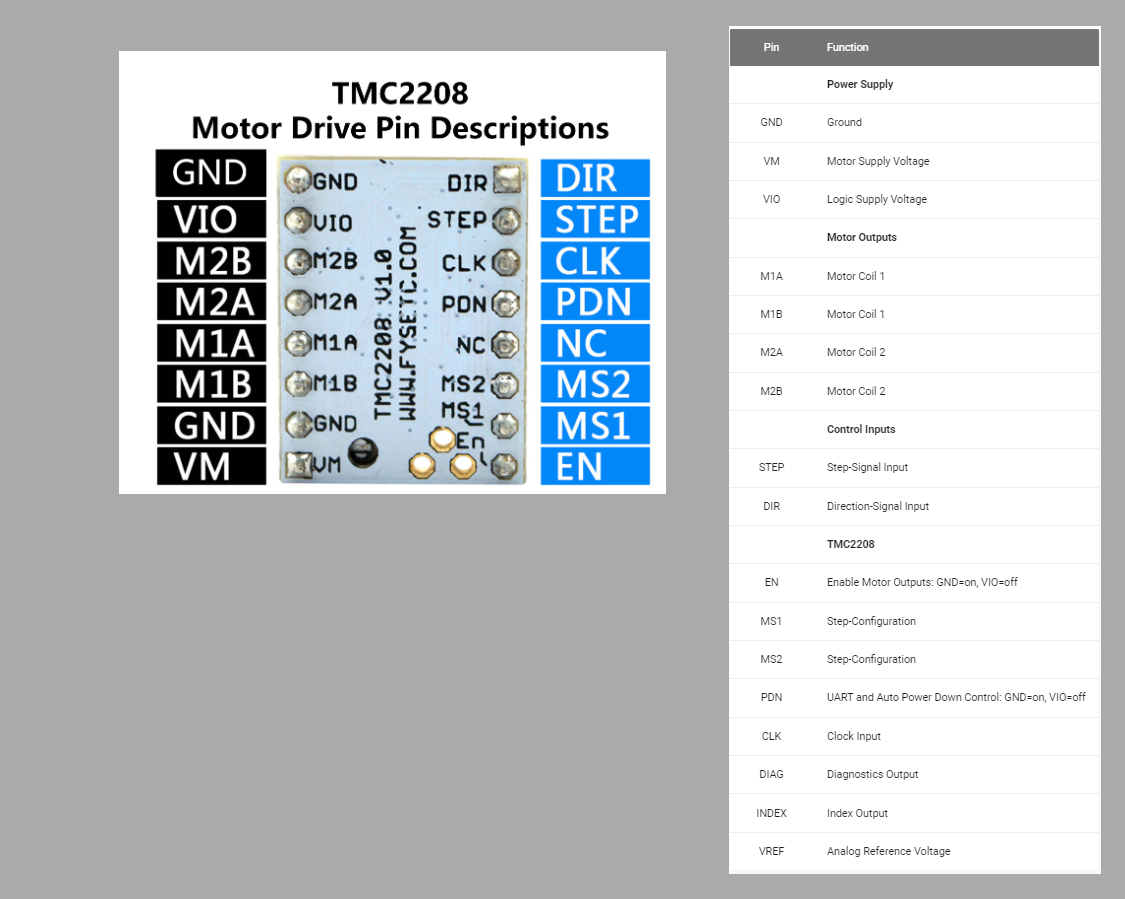 TMC2208
Motor Drive Pin Descriptions
GND
VIO
M2B
M2A
M1A
M1B
GND
VM
GND
VIO
M2B
M2A
M1A
M1B
GND
VM
TMC2208 V1.0
WWW.FYSETC.COM
DIR
STEP
CLK
PDN
NC
MS2
MS1
En
DIR
STEP
CLK
PDN
NC
MS2
MS1
EN
Pin Function
Power Supply
GND Ground
VM Motor Supply Voltage
VIO Logic Supply Voltage
Motor Outputs
M1A Motor Coil 1
M1B Motor Coil 1
M2A Motor Coil 2
M2B Motor Coil 2
Control Inputs
STEP Step-Signal Input
DIR Direction-Signal Input
TMC2208
EN Enable Motor Outputs: GND=on, VIO=off
MS1 Step-Configuration
MS2 Step-Configuration
PDN UART and Auto Power Down Control: GND=on, VIO=off
CLK Clock Input
DIAG Diagnostics Output
INDEX Index Output
VREF Analog Reference Voltage